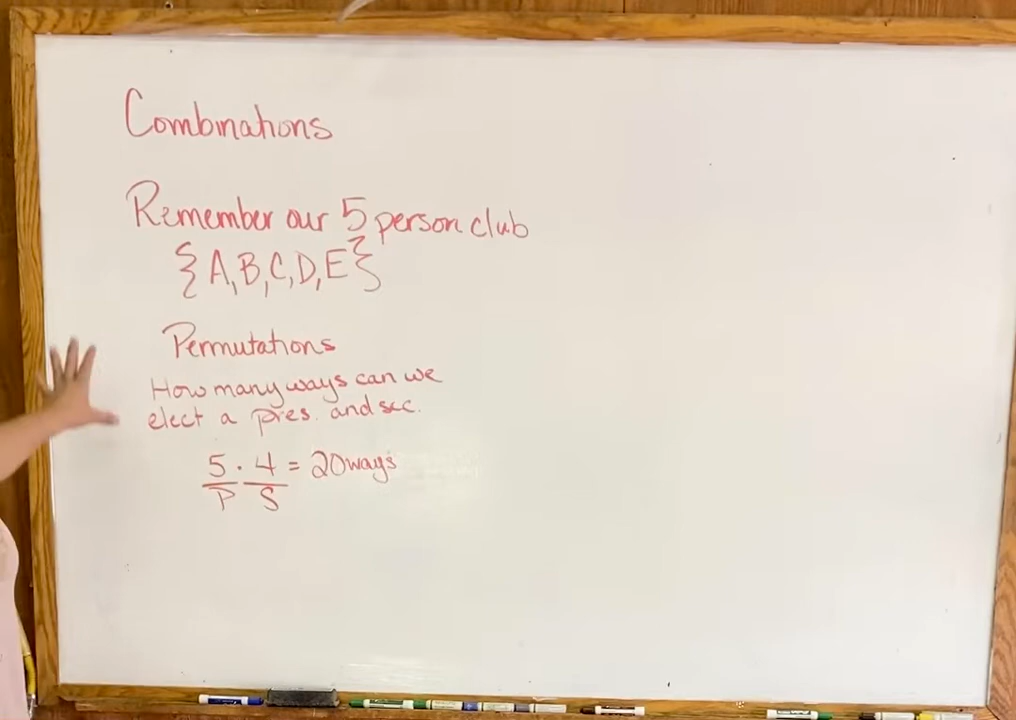 Combinations
Remember our 5 person club
{A,B,C,D,E}
Permutations
How many ways can we
elect a pres. and sec.
5 · 4 = 20 ways
P S